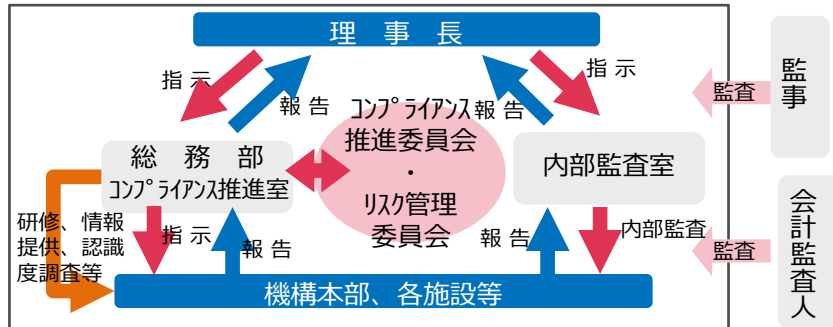 理 事 長
指 示
報 告
コンプライアンス
推進委員会
・
リスク管理
委員会
報 告
指 示
監査
監事
総 務 部
コンプライアンス推進室
内部監査室
研修、情報
提供、認識
度調査等
指 示
報 告
報 告
内部監査
監査
会計監査人
機構本部、各施設等